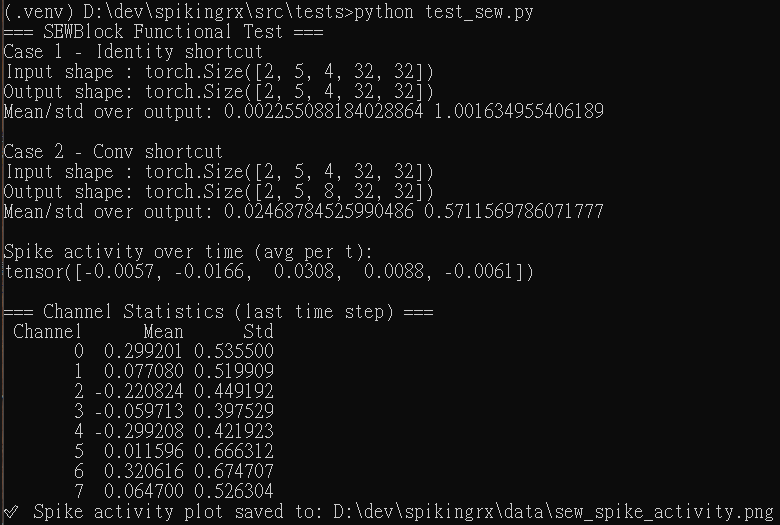 (.venv) D:\dev\spikingrx\src\tests>python test_sew.py
=== SEWBlock Functional Test ===
Case 1 - Identity shortcut
Input shape : torch.Size([2, 5, 4, 32, 32])
Output shape: torch.Size([2, 5, 4, 32, 32])
Mean/std over output: 0.002255088184028864 1.001634955406189

Case 2 - Conv shortcut
Input shape : torch.Size([2, 5, 4, 32, 32])
Output shape: torch.Size([2, 5, 8, 32, 32])
Mean/std over output: 0.02468784525990486 0.5711569786071777

Spike activity over time (avg per t):
tensor([-0.0057, -0.0166,  0.0308,  0.0088, -0.0061])

=== Channel Statistics (last time step) ===
 Channel      Mean      Std
       0  0.299201 0.535500
       1  0.077080 0.519909
       2 -0.220824 0.449192
       3 -0.059713 0.397529
       4 -0.299208 0.421923
       5  0.011596 0.666312
       6  0.320616 0.674707
       7  0.064700 0.526304
✓ Spike activity plot saved to: D:\dev\spikingrx\data\sew_spike_activity.png